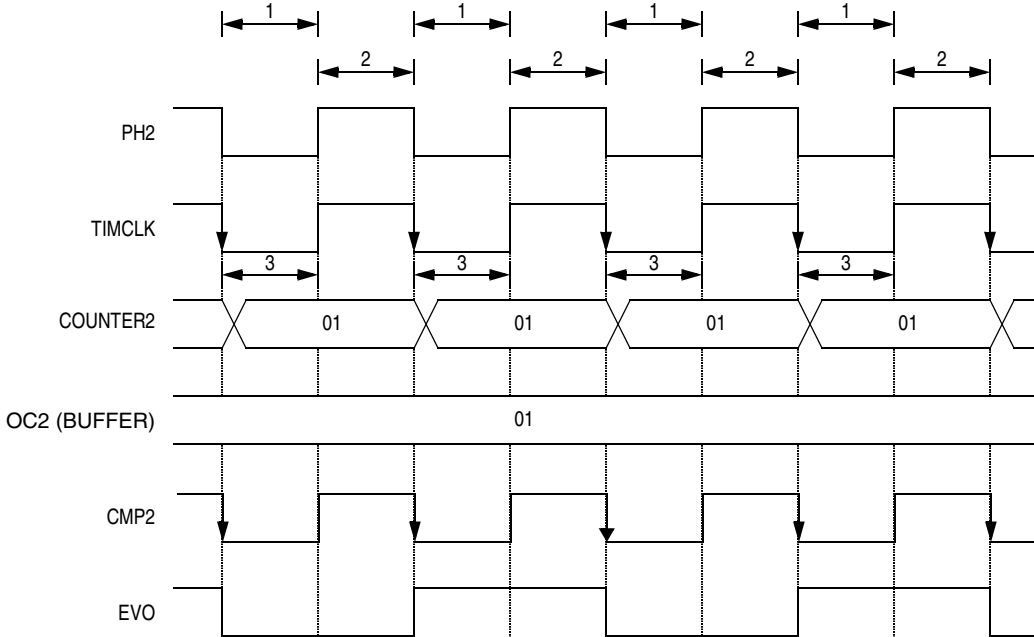 1 1 1 1
2 2 2 2
PH2
TIMCLK
3 3 3 3
COUNTER2 01 01 01 01
OC2 (BUFFER) 01
CMP2
EVO